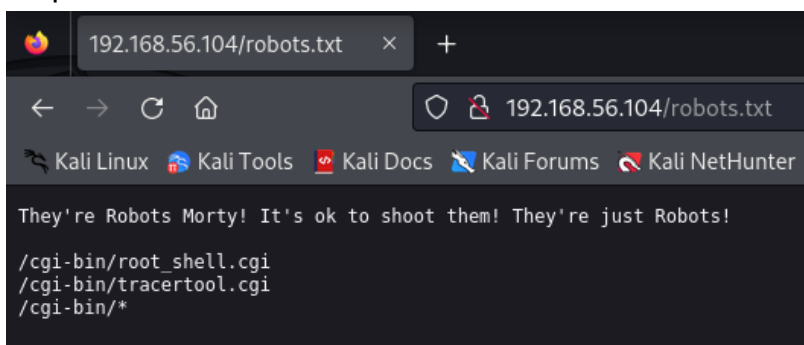 192.168.56.104/robots.txt
192.168.56.104/robots.txt
Kali Linux Kali Tools Kali Docs Kali Forums Kali NetHunter
They're Robots Morty! It's ok to shoot them! They're just Robots!
/cgi-bin/root_shell.cgi
/cgi-bin/tracertool.cgi
/cgi-bin/*